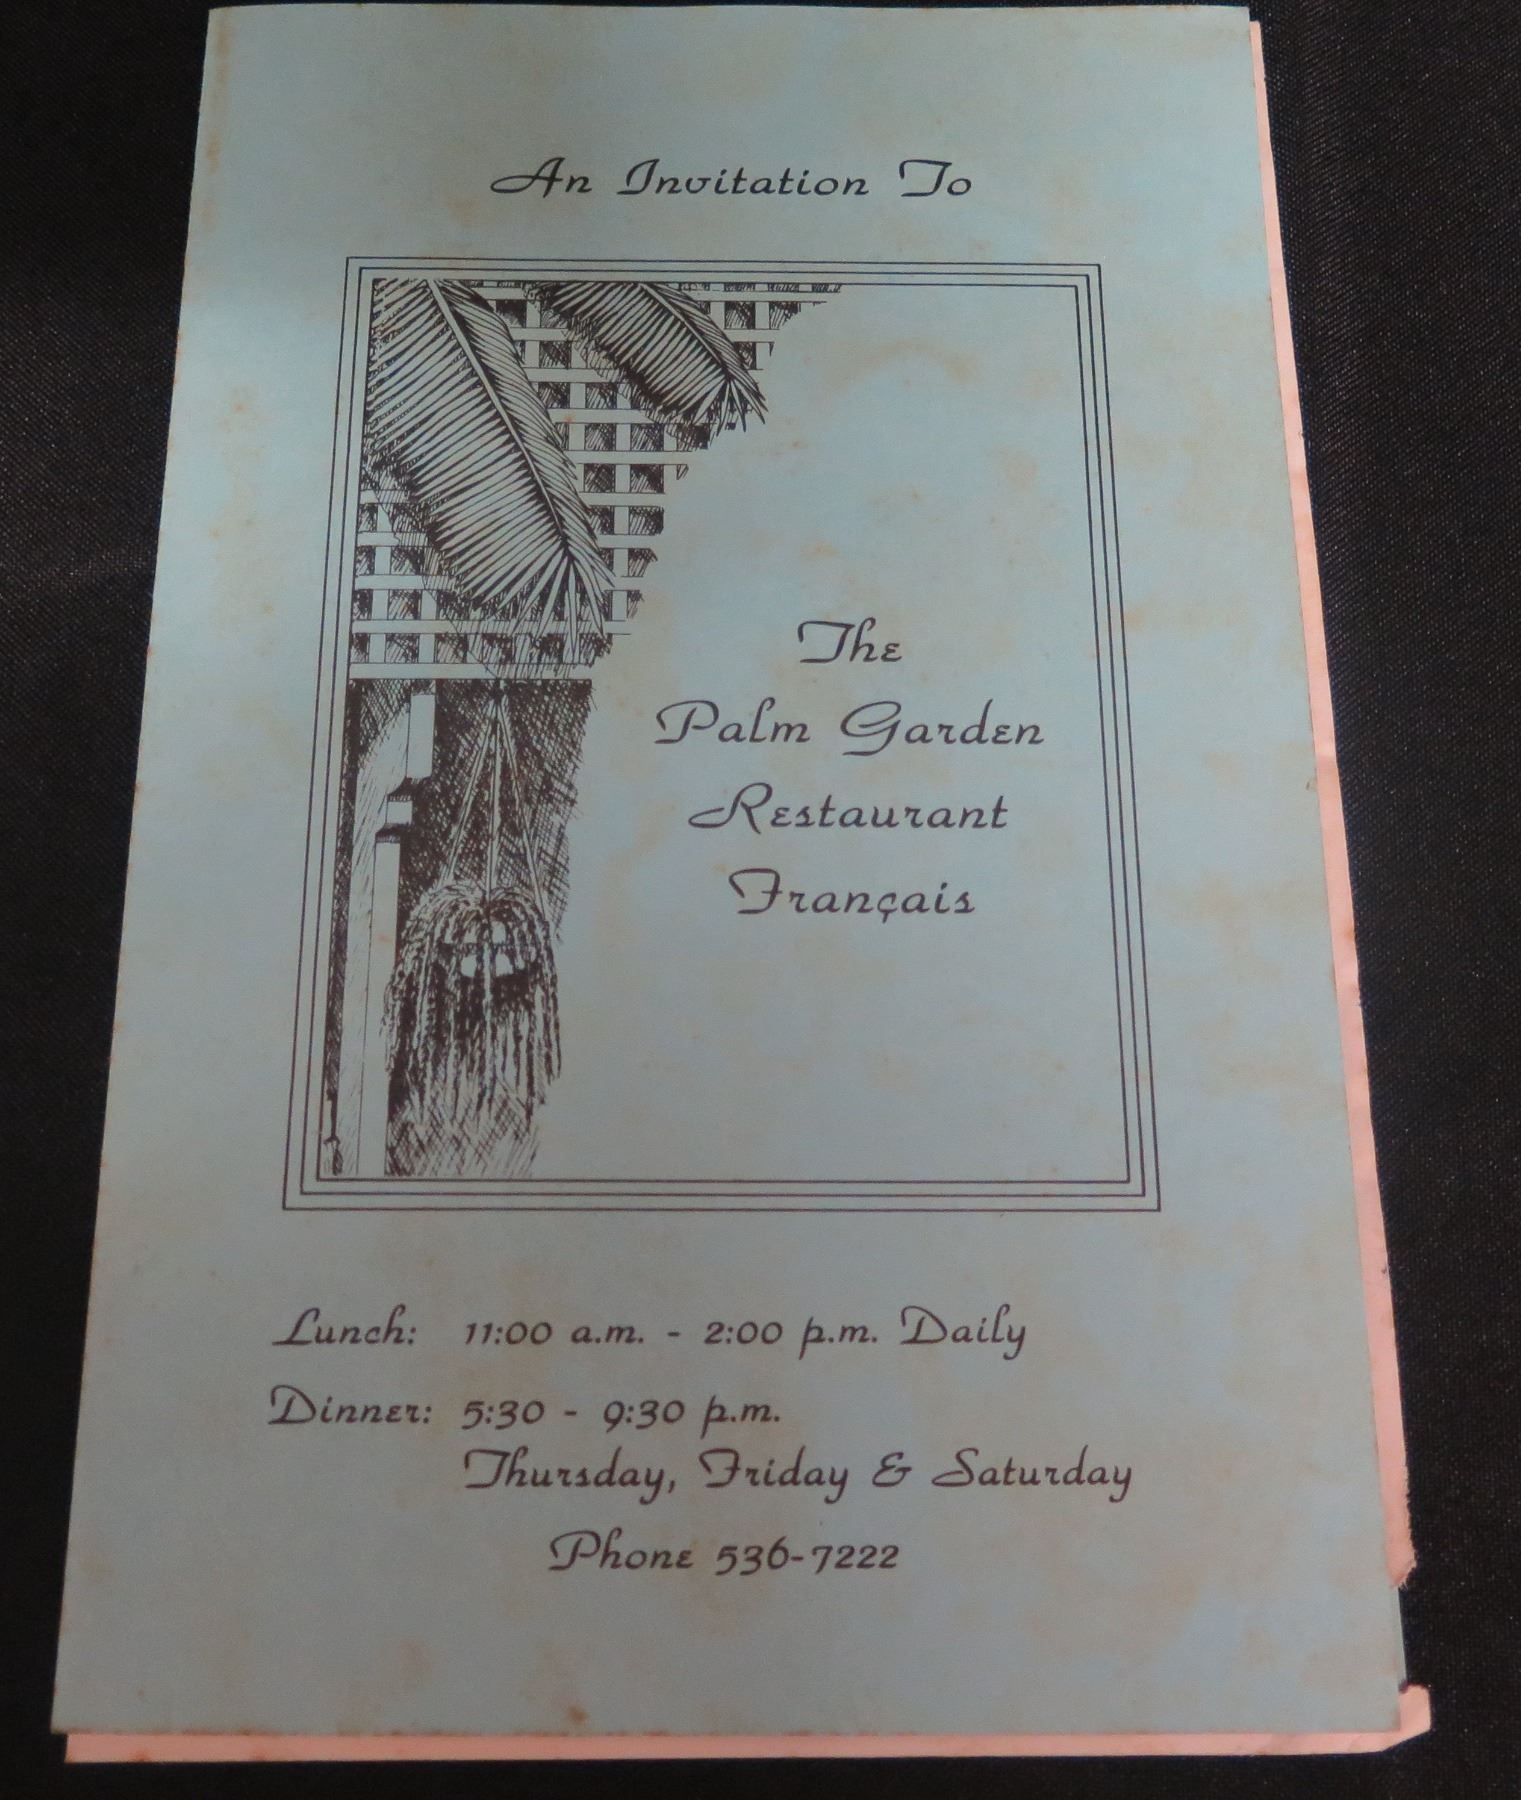 An Invitation To
The
Palm Garden
Restaurant
Français
Lunch: 11:00 a.m. - 2:00 p.m. Daily
Dinner: 5:30 - 9:30 p.m.
Thursday, Friday & Saturday
Phone 536-7222